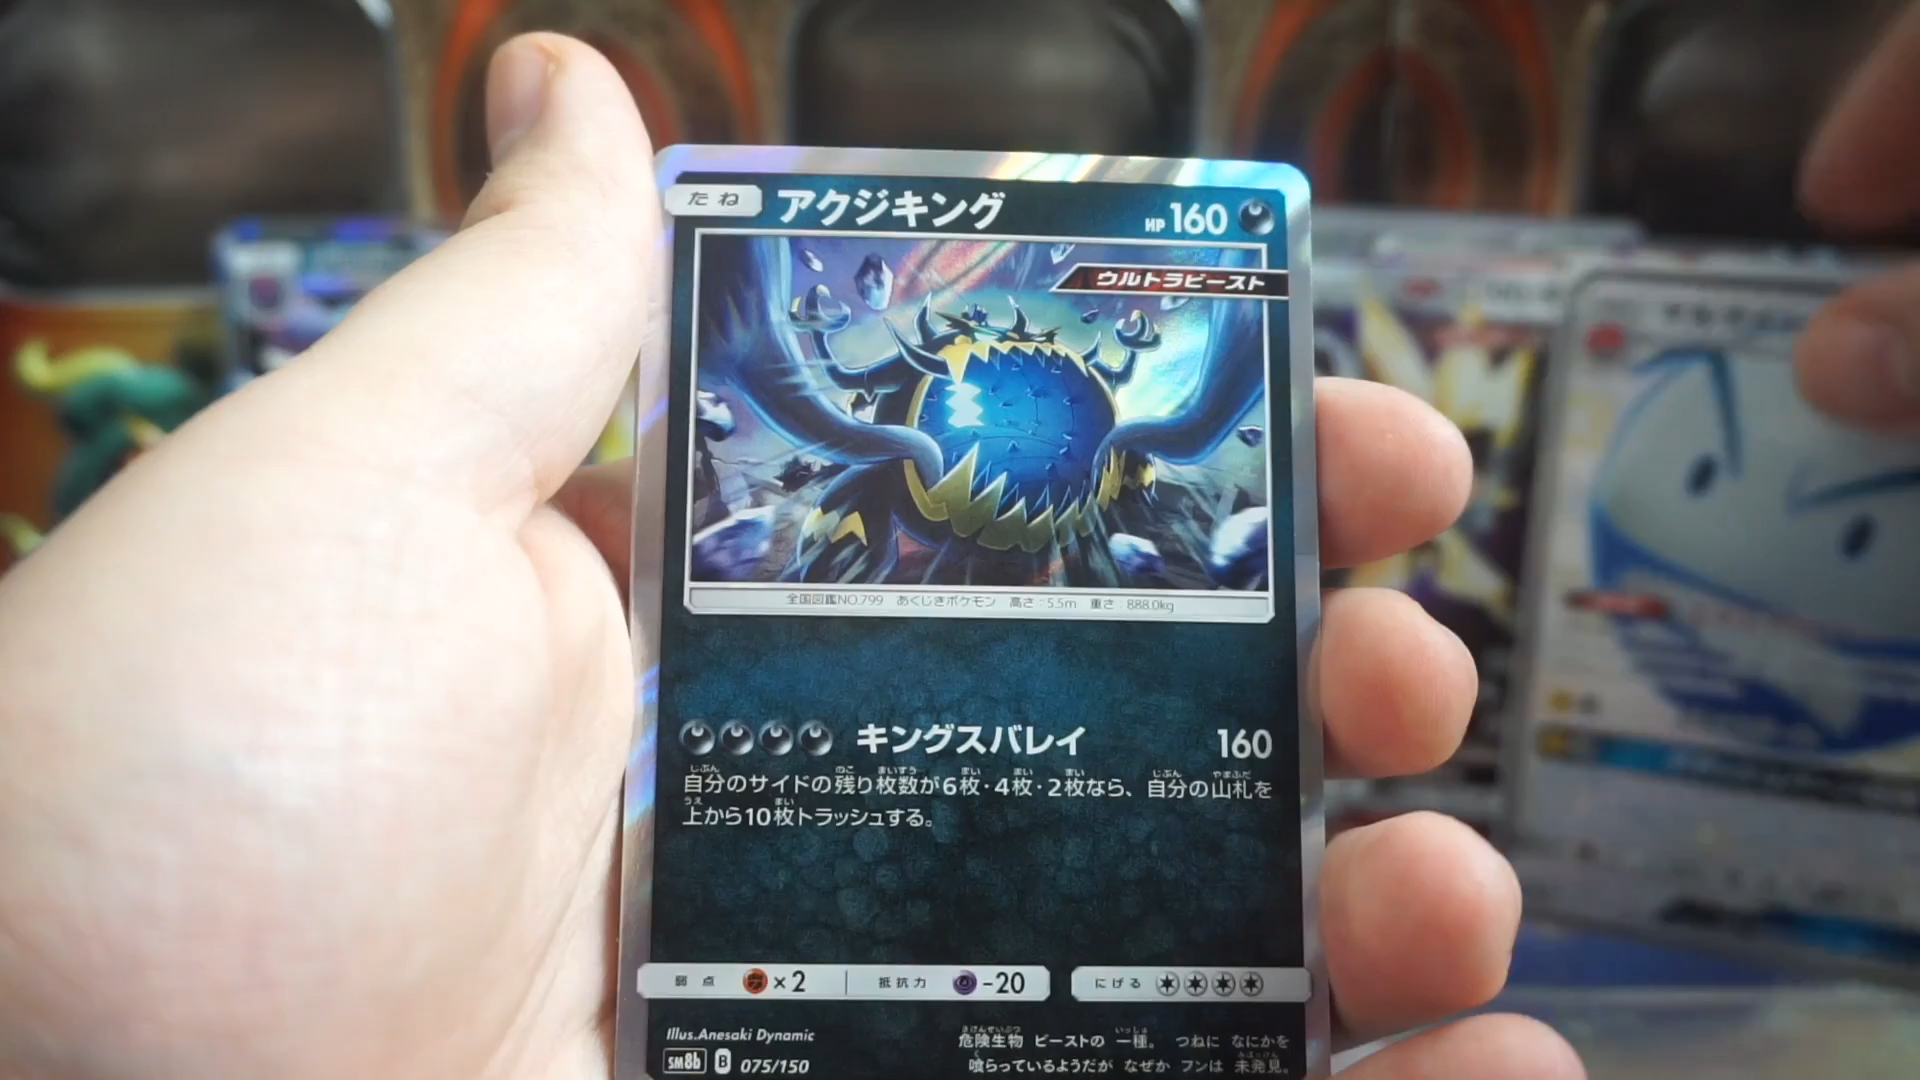 たね アクジキング HP160
ウルトラビースト
全国図鑑NO.799 あくじきポケモン 高さ:5.5m 重さ:888.0kg
キングスバレイ 160
自分のサイドの残り枚数が6枚・4枚・2枚なら、自分の山札を
上から10枚トラッシュする。
弱点 ×2 抵抗力 -20 にげる
Illus.Anesaki Dynamic
SM8b B 075/150
危険生物 ビーストの 一種。 つねに なにかを
喰らっているようだが なぜか フンは 未発見。